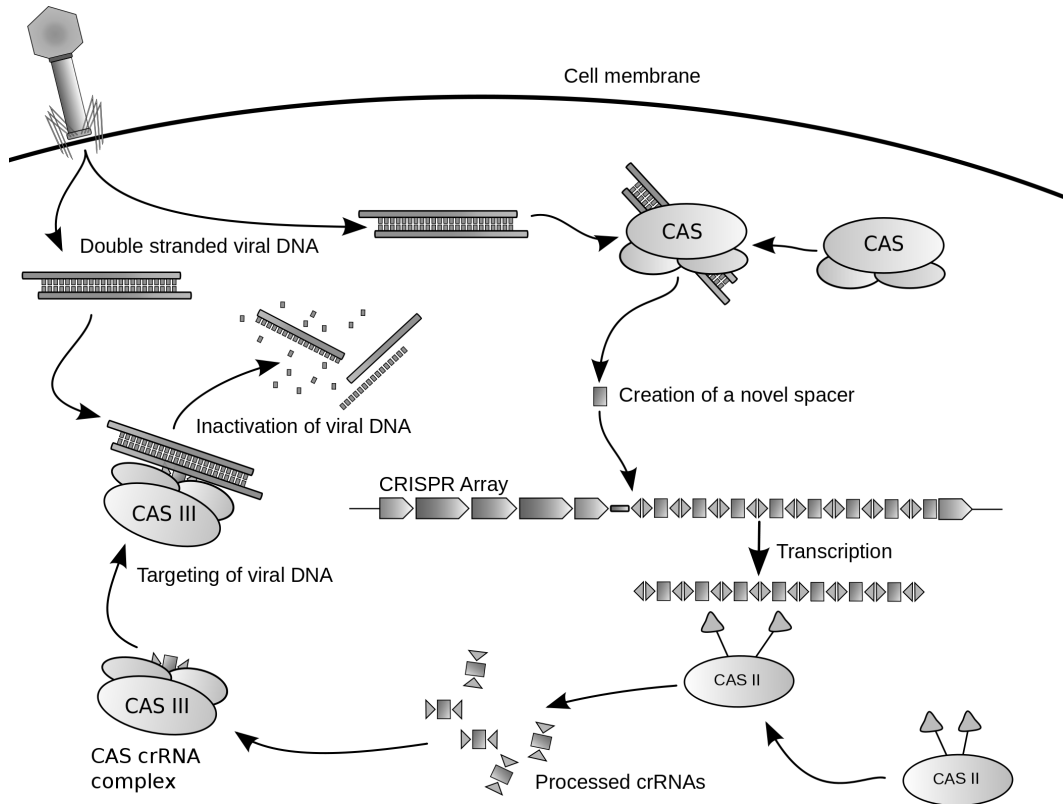 Cell membrane
CAS
CAS
Double stranded viral DNA
Creation of a novel spacer
Inactivation of viral DNA
CRISPR Array
CAS III
Transcription
Targeting of viral DNA
CAS II
CAS III
CAS II
CAS crRNA
complex
Processed crRNAs